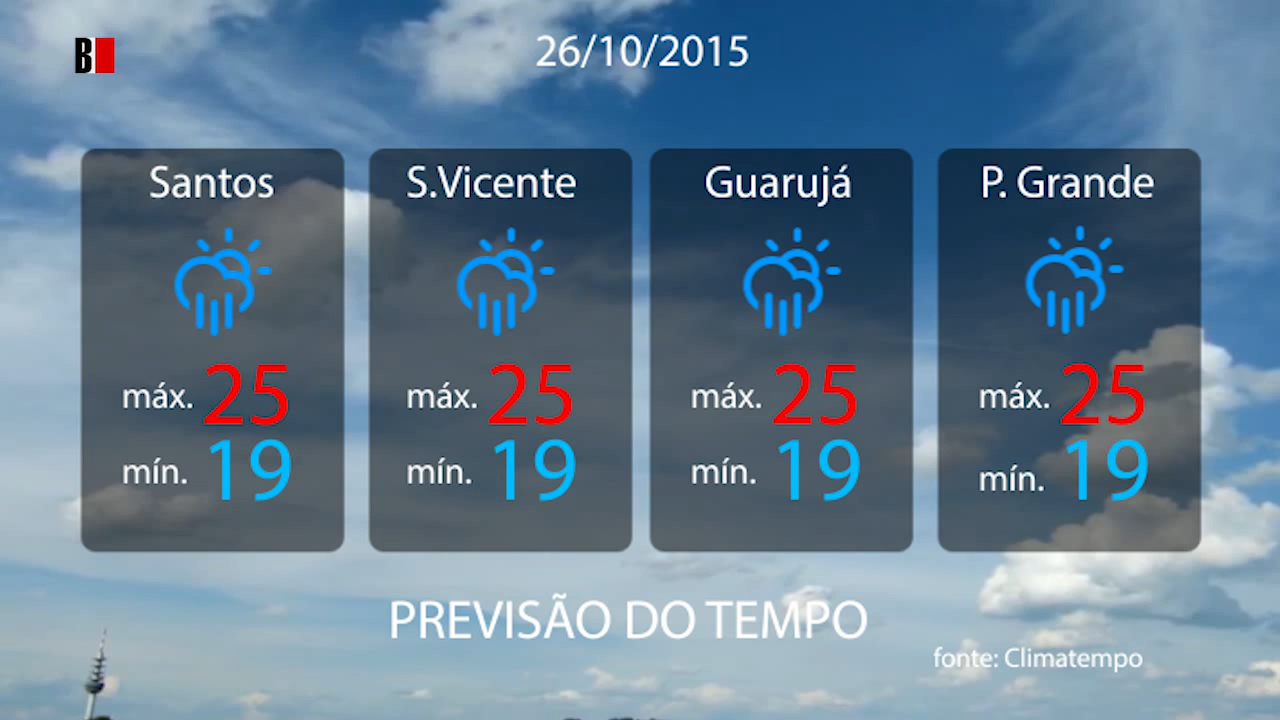 B
26/10/2015
Santos
máx. 25
mín. 19
S.Vicente
máx. 25
mín. 19
Guarujá
máx. 25
mín. 19
P. Grande
máx. 25
mín. 19
PREVISÃO DO TEMPO
fonte: Climatempo